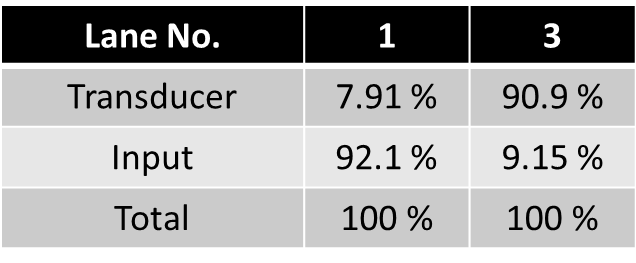 Lane No. 1 3
Transducer 7.91 % 90.9 %
Input 92.1 % 9.15 %
Total 100 % 100 %